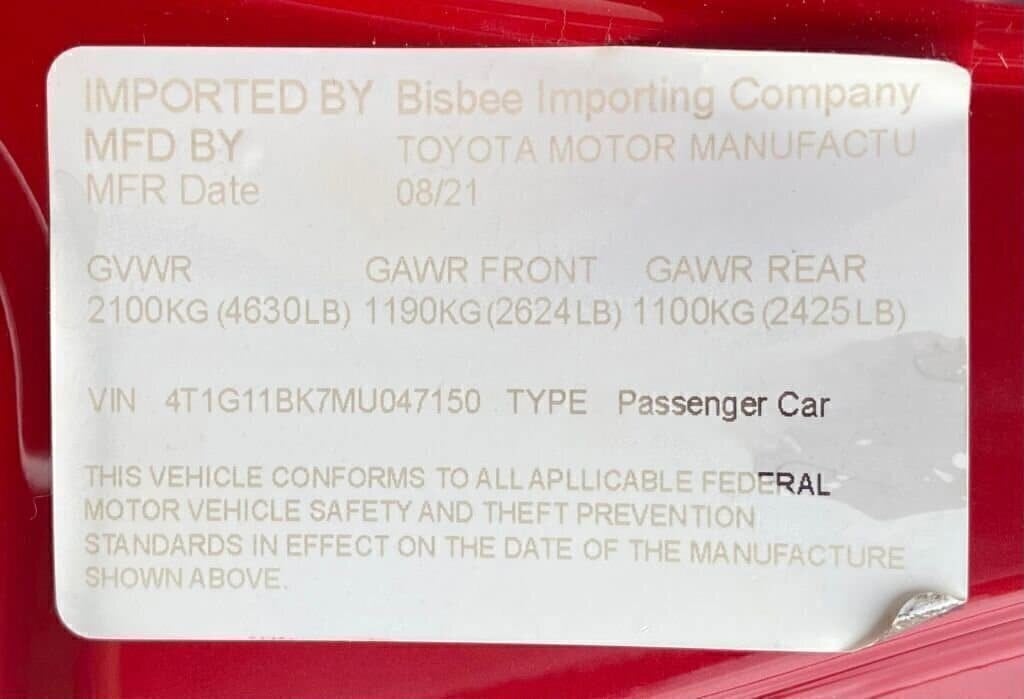 IMPORTED BY Bisbee Importing Company
MFD BY TOYOTA MOTOR MANUFACTU
MFR Date 08/21
GVWR GAWR FRONT GAWR REAR
2100KG (4630LB) 1190KG (2624LB) 1100KG (2425LB)
VIN 4T1G11BK7MU047150 TYPE Passenger Car
THIS VEHICLE CONFORMS TO ALL APLLICABLE FEDERAL
MOTOR VEHICLE SAFETY AND THEFT PREVENTION
STANDARDS IN EFFECT ON THE DATE OF THE MANUFACTURE
SHOWN ABOVE.